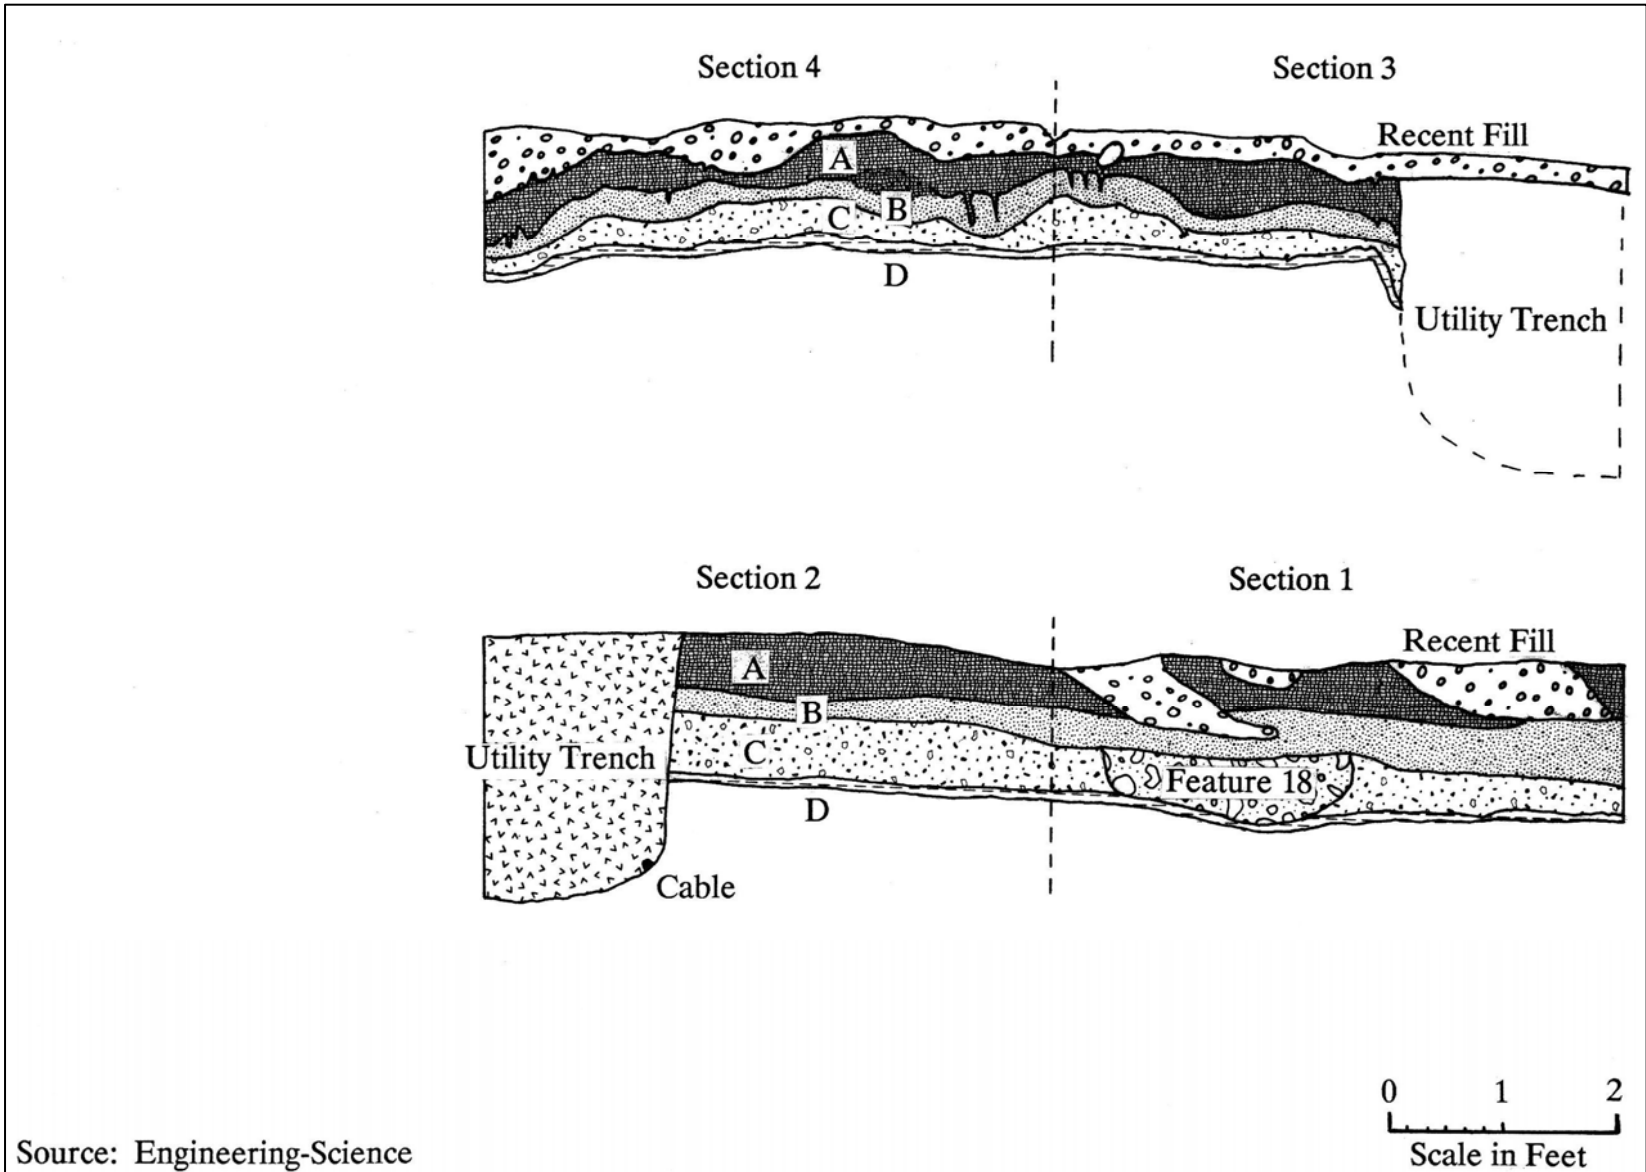 Section 4
Section 3
Recent Fill
A
B
C
D
Utility Trench
Section 2
Section 1
Recent Fill
A
B
Utility Trench
C
Feature 18
D
Cable
0 1 2
Scale in Feet
Source: Engineering-Science